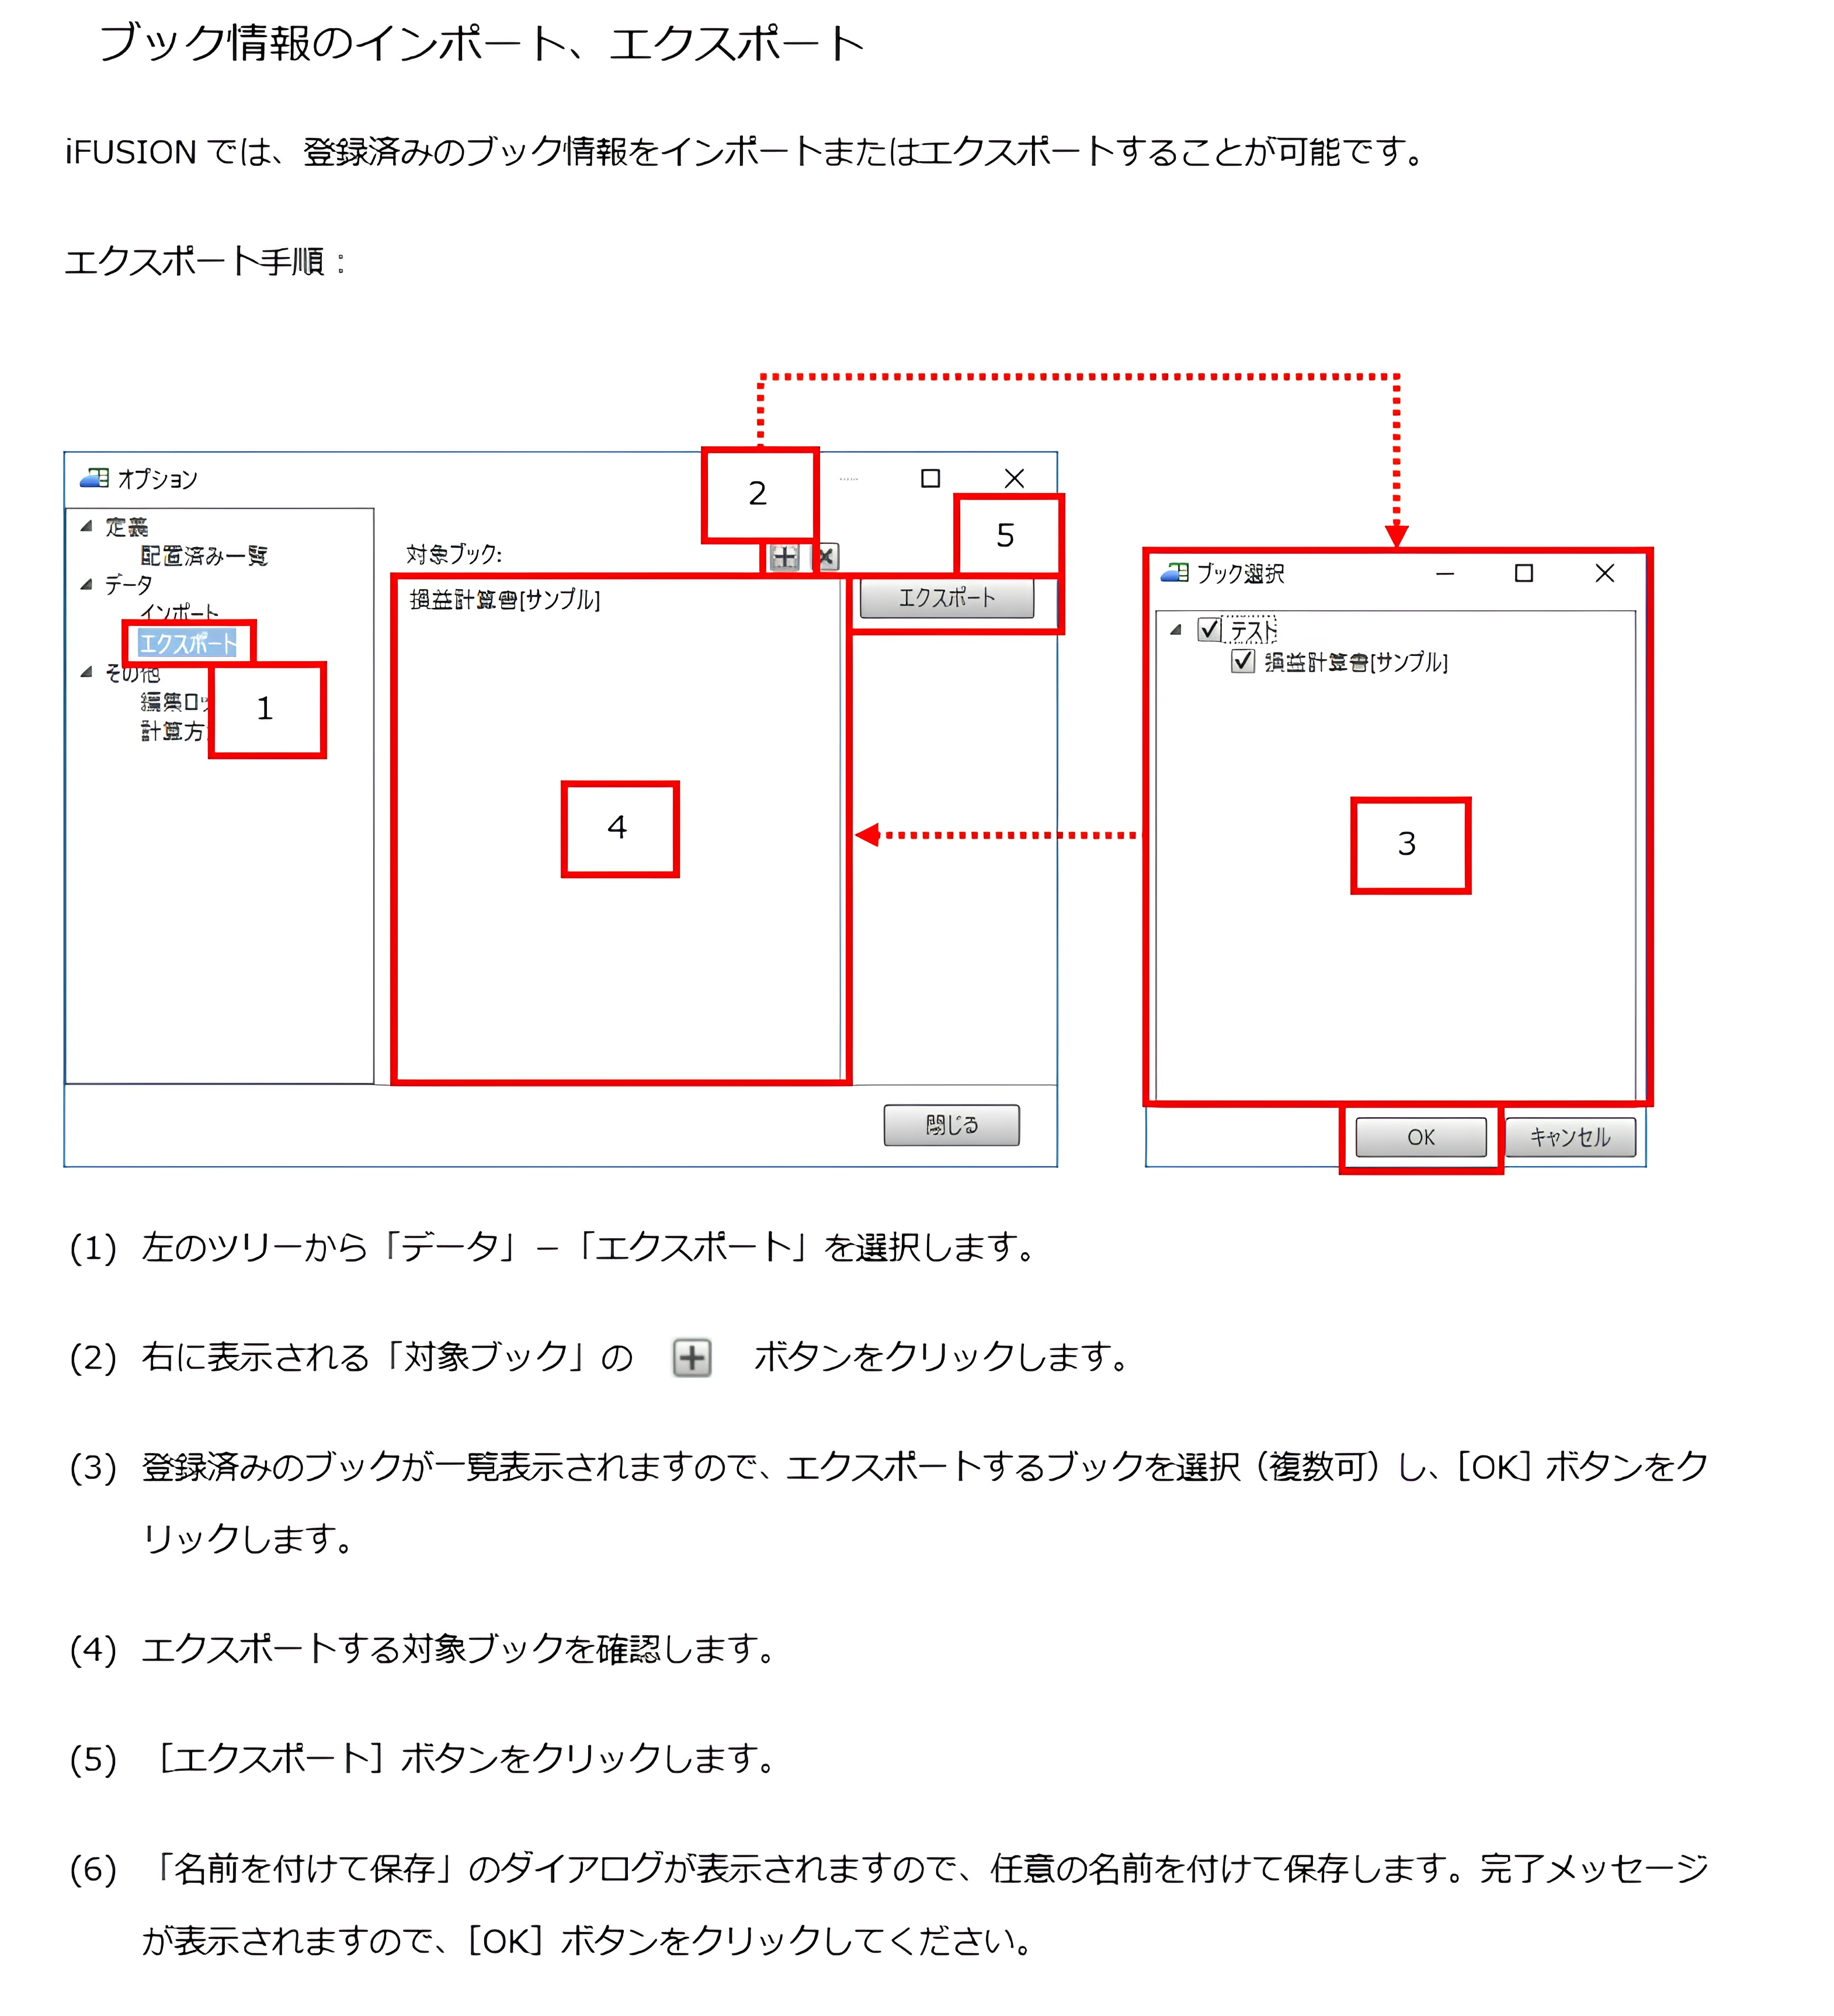 ブック情報のインポート、エクスポート
iFUSION では、登録済みのブック情報をインポートまたはエクスポートすることが可能です。
エクスポート手順：
オプション
2
5
定義
配置済み一覧
データ
インポート
エクスポート
その他
編集ロッ
計算方
1
対象ブック:
損益計算書[サンプル]
エクスポート
4
閉じる
ブック選択
テスト
損益計算書[サンプル]
3
OK
キャンセル
(1) 左のツリーから「データ」–「エクスポート」を選択します。
(2) 右に表示される「対象ブック」の ボタンをクリックします。
(3) 登録済みのブックが一覧表示されますので、エクスポートするブックを選択（複数可）し、［OK］ボタンをク
リックします。
(4) エクスポートする対象ブックを確認します。
(5) ［エクスポート］ボタンをクリックします。
(6) 「名前を付けて保存」のダイアログが表示されますので、任意の名前を付けて保存します。完了メッセージ
が表示されますので、［OK］ボタンをクリックしてください。